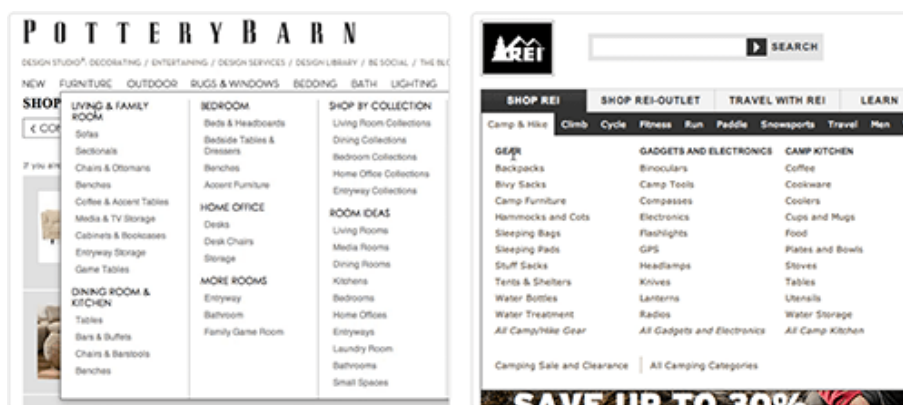 POTTERYBARN
DESIGN STUDIO®: DECORATING / ENTERTAINING / DESIGN SERVICES / DESIGN LIBRARY / BE SOCIAL / THE BL
NEW FURNITURE OUTDOOR RUGS & WINDOWS BEDDING BATH LIGHTING
SHOP
If you are
LIVING & FAMILY
ROOM
Sofas
Sectionals
Chairs & Ottomans
Benches
Coffee & Accent Tables
Media & TV Storage
Cabinets & Bookcases
Entryway Storage
Game Tables
DINING ROOM &
KITCHEN
Tables
Bars & Buffets
Chairs & Barstools
Benches
BEDROOM
Beds & Headboards
Bedside Tables &
Dressers
Benches
Accent Furniture
HOME OFFICE
Desks
Desk Chairs
Storage
MORE ROOMS
Entryway
Bathroom
Family Game Room
SHOP BY COLLECTION
Living Room Collections
Dining Collections
Bedroom Collections
Home Office Collections
Entryway Collections
ROOM IDEAS
Living Rooms
Media Rooms
Dining Rooms
Kitchens
Bedrooms
Home Offices
Entryways
Laundry Room
Bathrooms
Small Spaces
REI
SEARCH
SHOP REI SHOP REI-OUTLET TRAVEL WITH REI LEARN
Camp & Hike Climb Cycle Fitness Run Paddle Snowsports Travel Men
GEAR
Backpacks
Bivy Sacks
Camp Furniture
Hammocks and Cots
Sleeping Bags
Sleeping Pads
Stuff Sacks
Tents & Shelters
Water Bottles
Water Treatment
All Camp/Hike Gear
GADGETS AND ELECTRONICS
Binoculars
Camp Tools
Compasses
Electronics
Flashlights
GPS
Headlamps
Knives
Lanterns
Radios
All Gadgets and Electronics
CAMP KITCHEN
Coffee
Cookware
Coolers
Cups and Mugs
Food
Plates and Bowls
Stoves
Tables
Utensils
Water Storage
All Camp Kitchen
Camping Sale and Clearance All Camping Categories
SAVE UP TO 30%